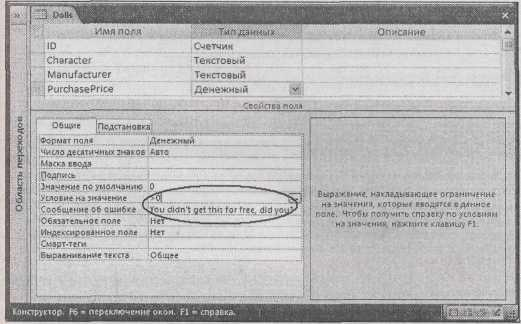 »
Dolls
×
Имя поля Тип данных Описание
ID Счетчик
Character Текстовый
Manufacturer Текстовый
PurchasePrice Денежный
Свойства поля
Область переходов
Общие Подстановка
Формат поля Денежный
Число десятичных знаков Авто
Маска ввода
Подпись
Значение по умолчанию 0
Условие на значение >0
Сообщение об ошибке You didn't get this for free, did you?
Обязательное поле Нет
Индексированное поле Нет
Смарт-теги
Выравнивание текста Общее
Выражение, накладывающее ограничение
на значения, которые вводятся в данное
поле. Чтобы получить справку по условиям
на значения, нажмите клавишу F1.
Конструктор. F6 = переключение окон. F1 = справка.